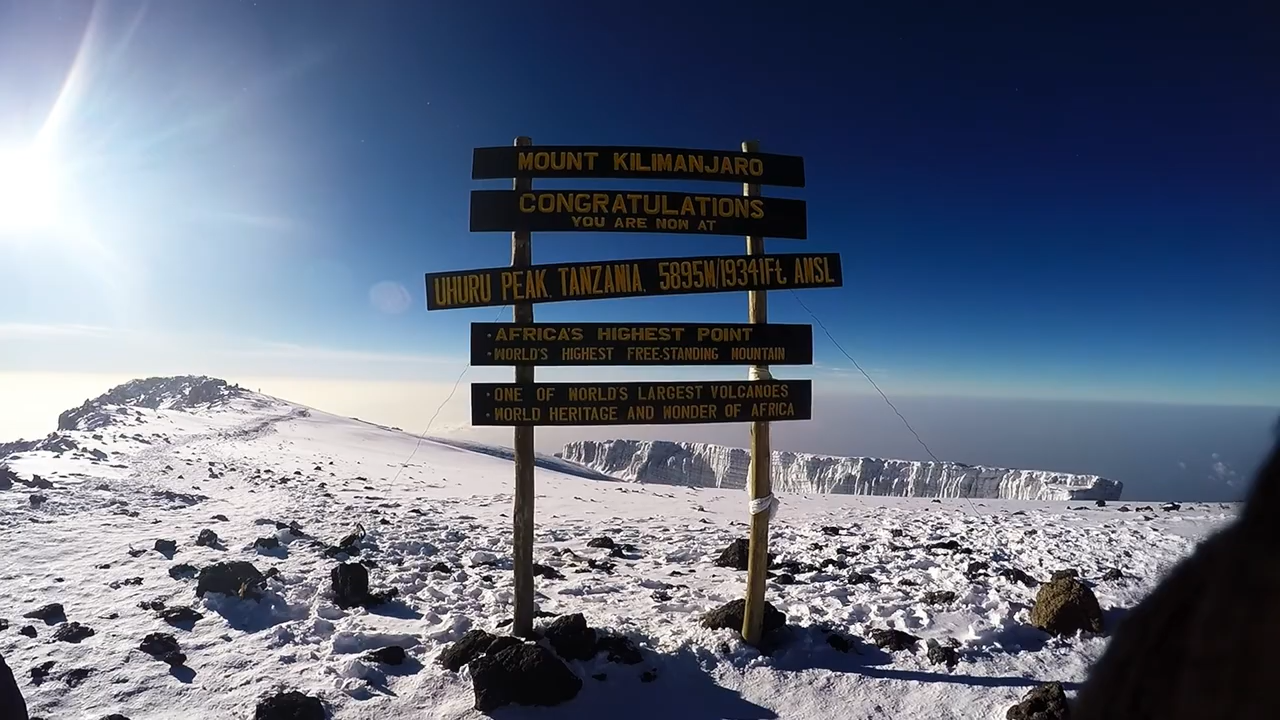 MOUNT KILIMANJARO
CONGRATULATIONS
YOU ARE NOW AT
UHURU PEAK, TANZANIA, 5895M/19341Ft. AMSL
• AFRICA'S HIGHEST POINT
• WORLD'S HIGHEST FREE-STANDING MOUNTAIN
• ONE OF WORLD'S LARGEST VOLCANOES
• WORLD HERITAGE AND WONDER OF AFRICA